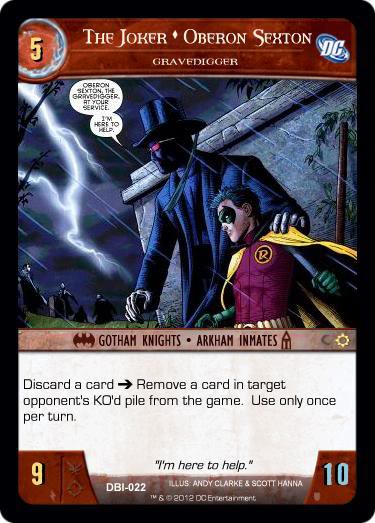 5
The Joker ♦ Oberon Sexton
DC
GRAVEDIGGER
OBERON
SEXTON, THE
GRAVEDIGGER,
AT YOUR
SERVICE.
I'M
HERE TO
HELP.
R
GOTHAM KNIGHTS • ARKHAM INMATES
Discard a card ➔ Remove a card in target
opponent's KO'd pile from the game. Use only once
per turn.
"I'm here to help."
9
DBI-022
ILLUS: ANDY CLARKE & SCOTT HANNA
10
™ & © 2012 DC Entertainment